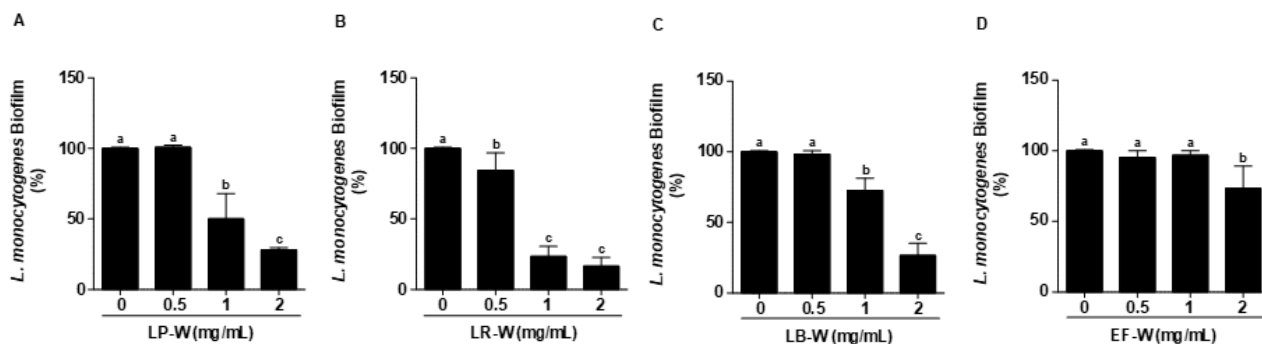 A
L. monocytogenes Biofilm
(%)
150
100
50
0
a
a
b
c
0 0.5 1 2
LP-W (mg/mL)
B
L. monocytogenes Biofilm
(%)
150
100
50
0
a
b
c
c
0 0.5 1 2
LR-W (mg/mL)
C
L. monocytogenes Biofilm
(%)
150
100
50
0
a
a
b
c
0 0.5 1 2
LB-W (mg/mL)
D
L. monocytogenes Biofilm
(%)
150
100
50
0
a
a
a
b
0 0.5 1 2
EF-W (mg/mL)